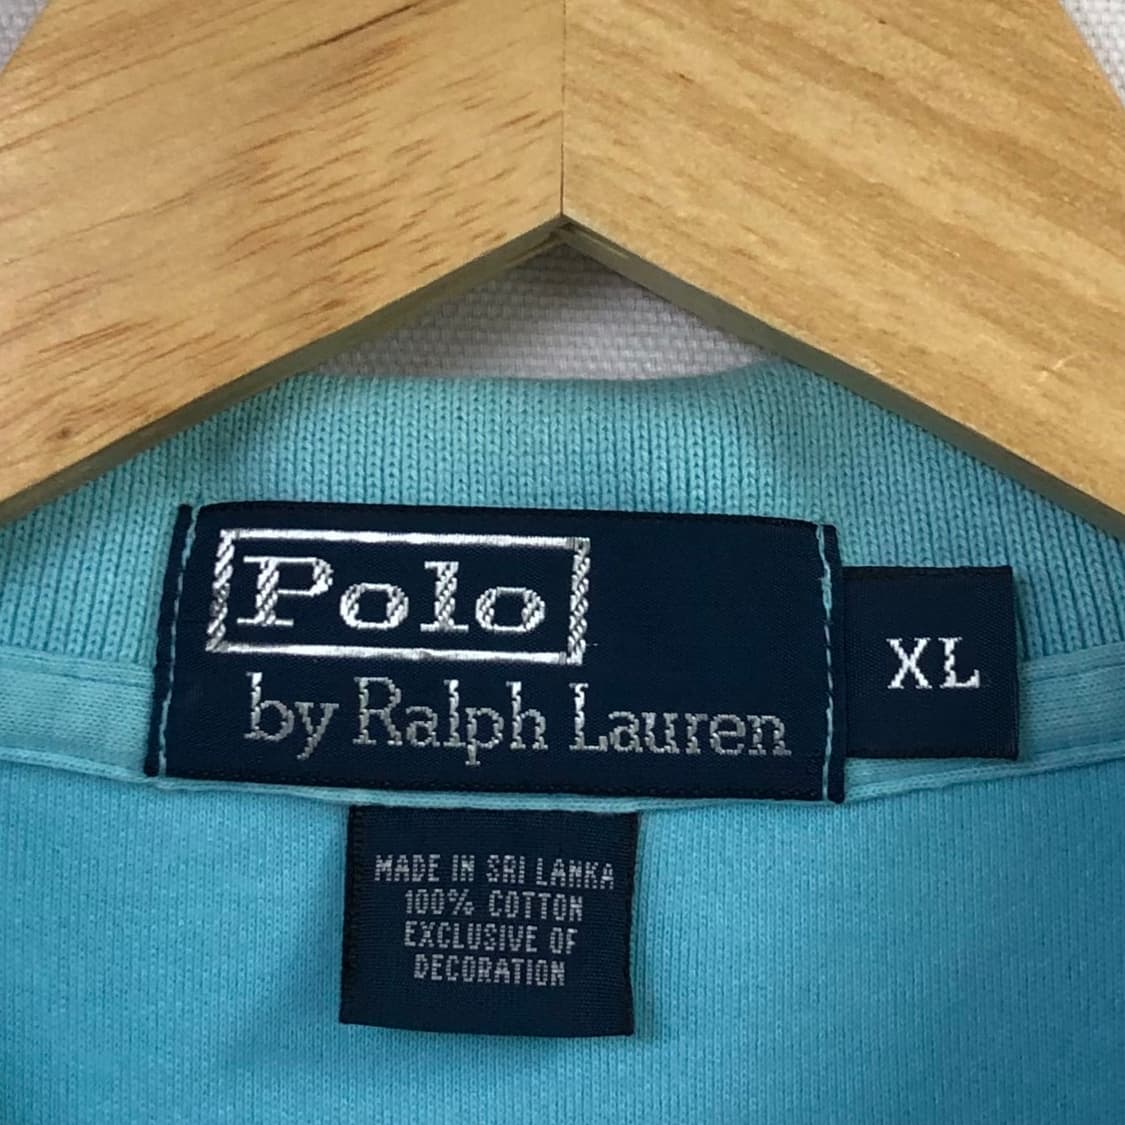 Polo
by Ralph Lauren
XL
MADE IN SRI LANKA
100% COTTON
EXCLUSIVE OF
DECORATION